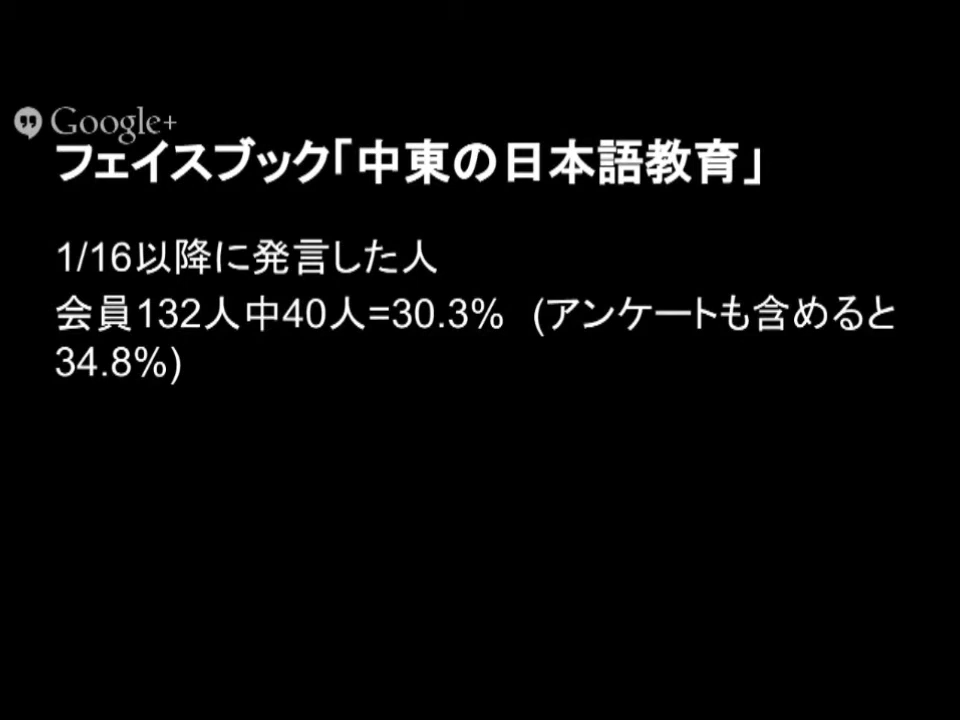 Google+
フェイスブック「中東の日本語教育」
1/16以降に発言した人
会員132人中40人=30.3% (アンケートも含めると
34.8%)